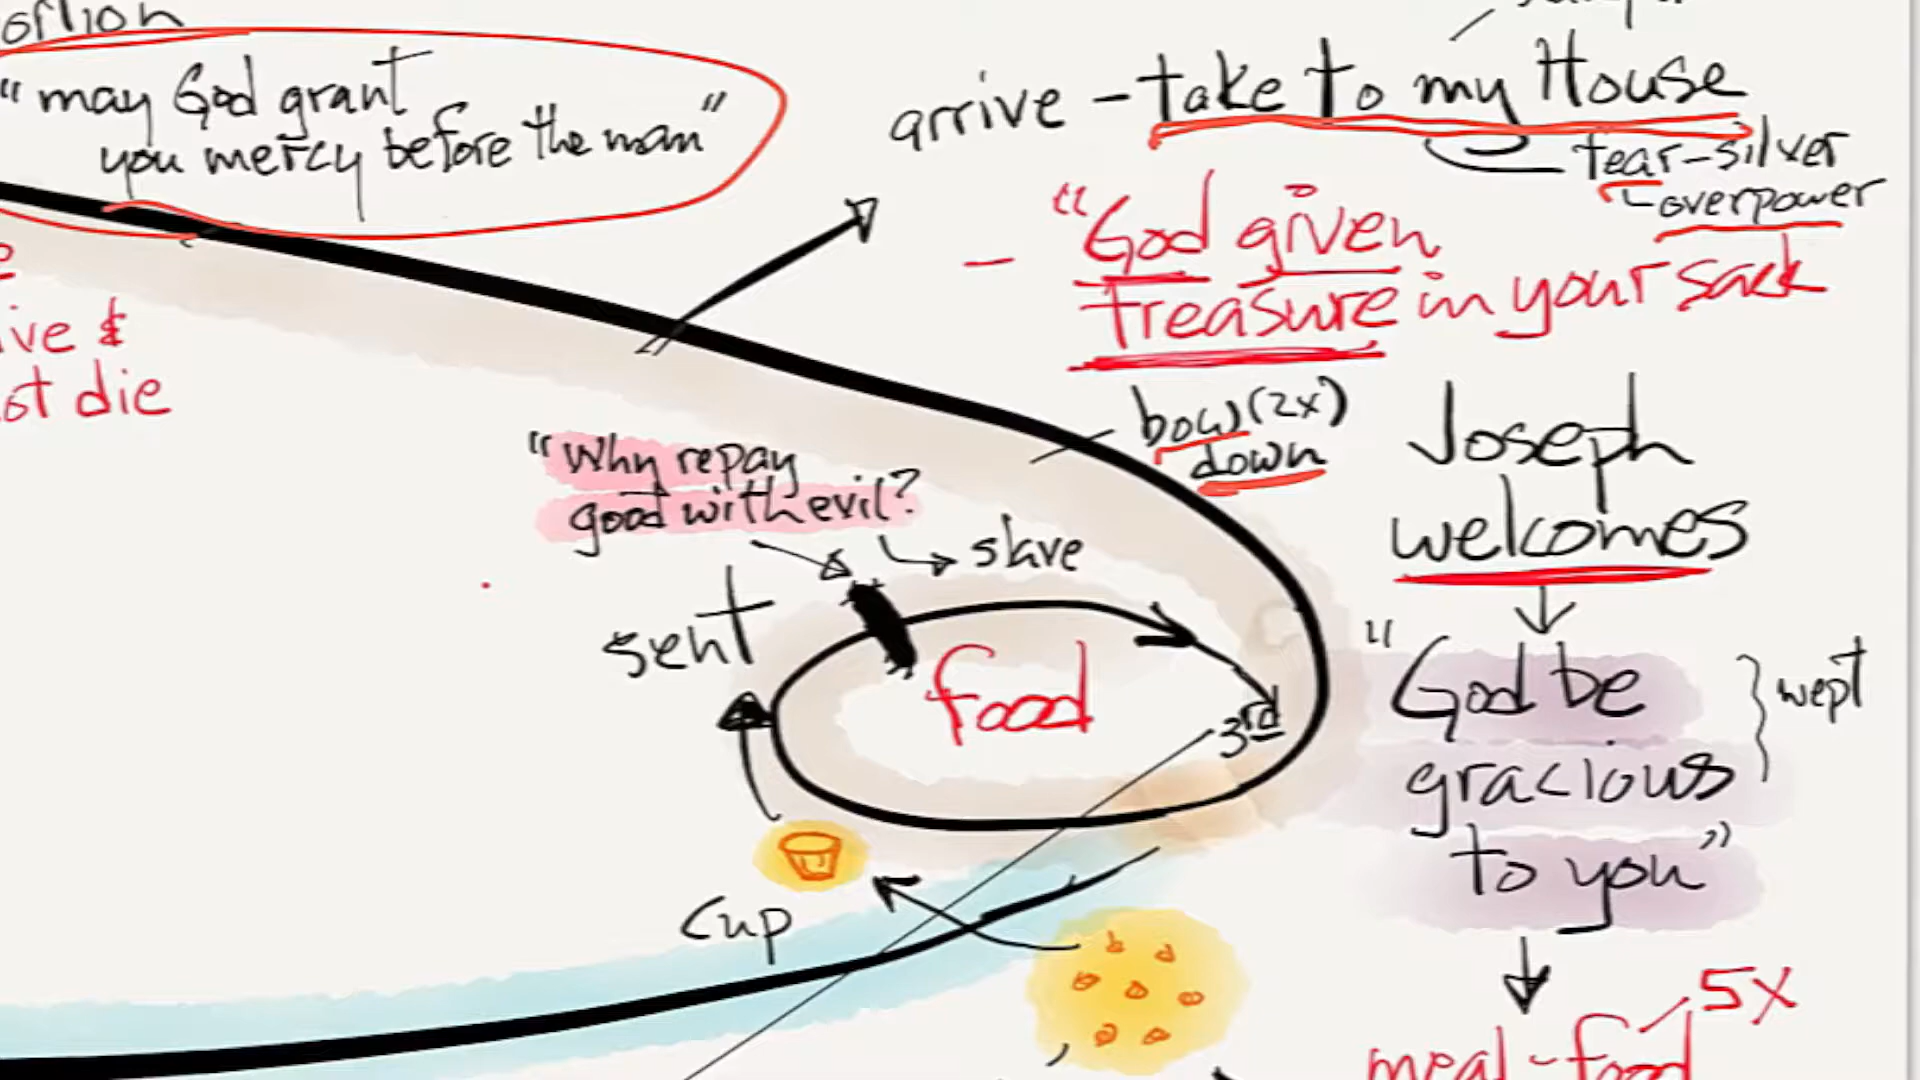 "may God grant
you mercy before the man"
ive &
ot die
arrive - take to my House
fear-silver
overpower
- "God given
treasure in your sack
bow (2x)
down
Joseph
welcomes
"God be
gracious
to you"
wept
5X
meal-food
"Why repay
good with evil?
slave
sent
food
3rd
cup